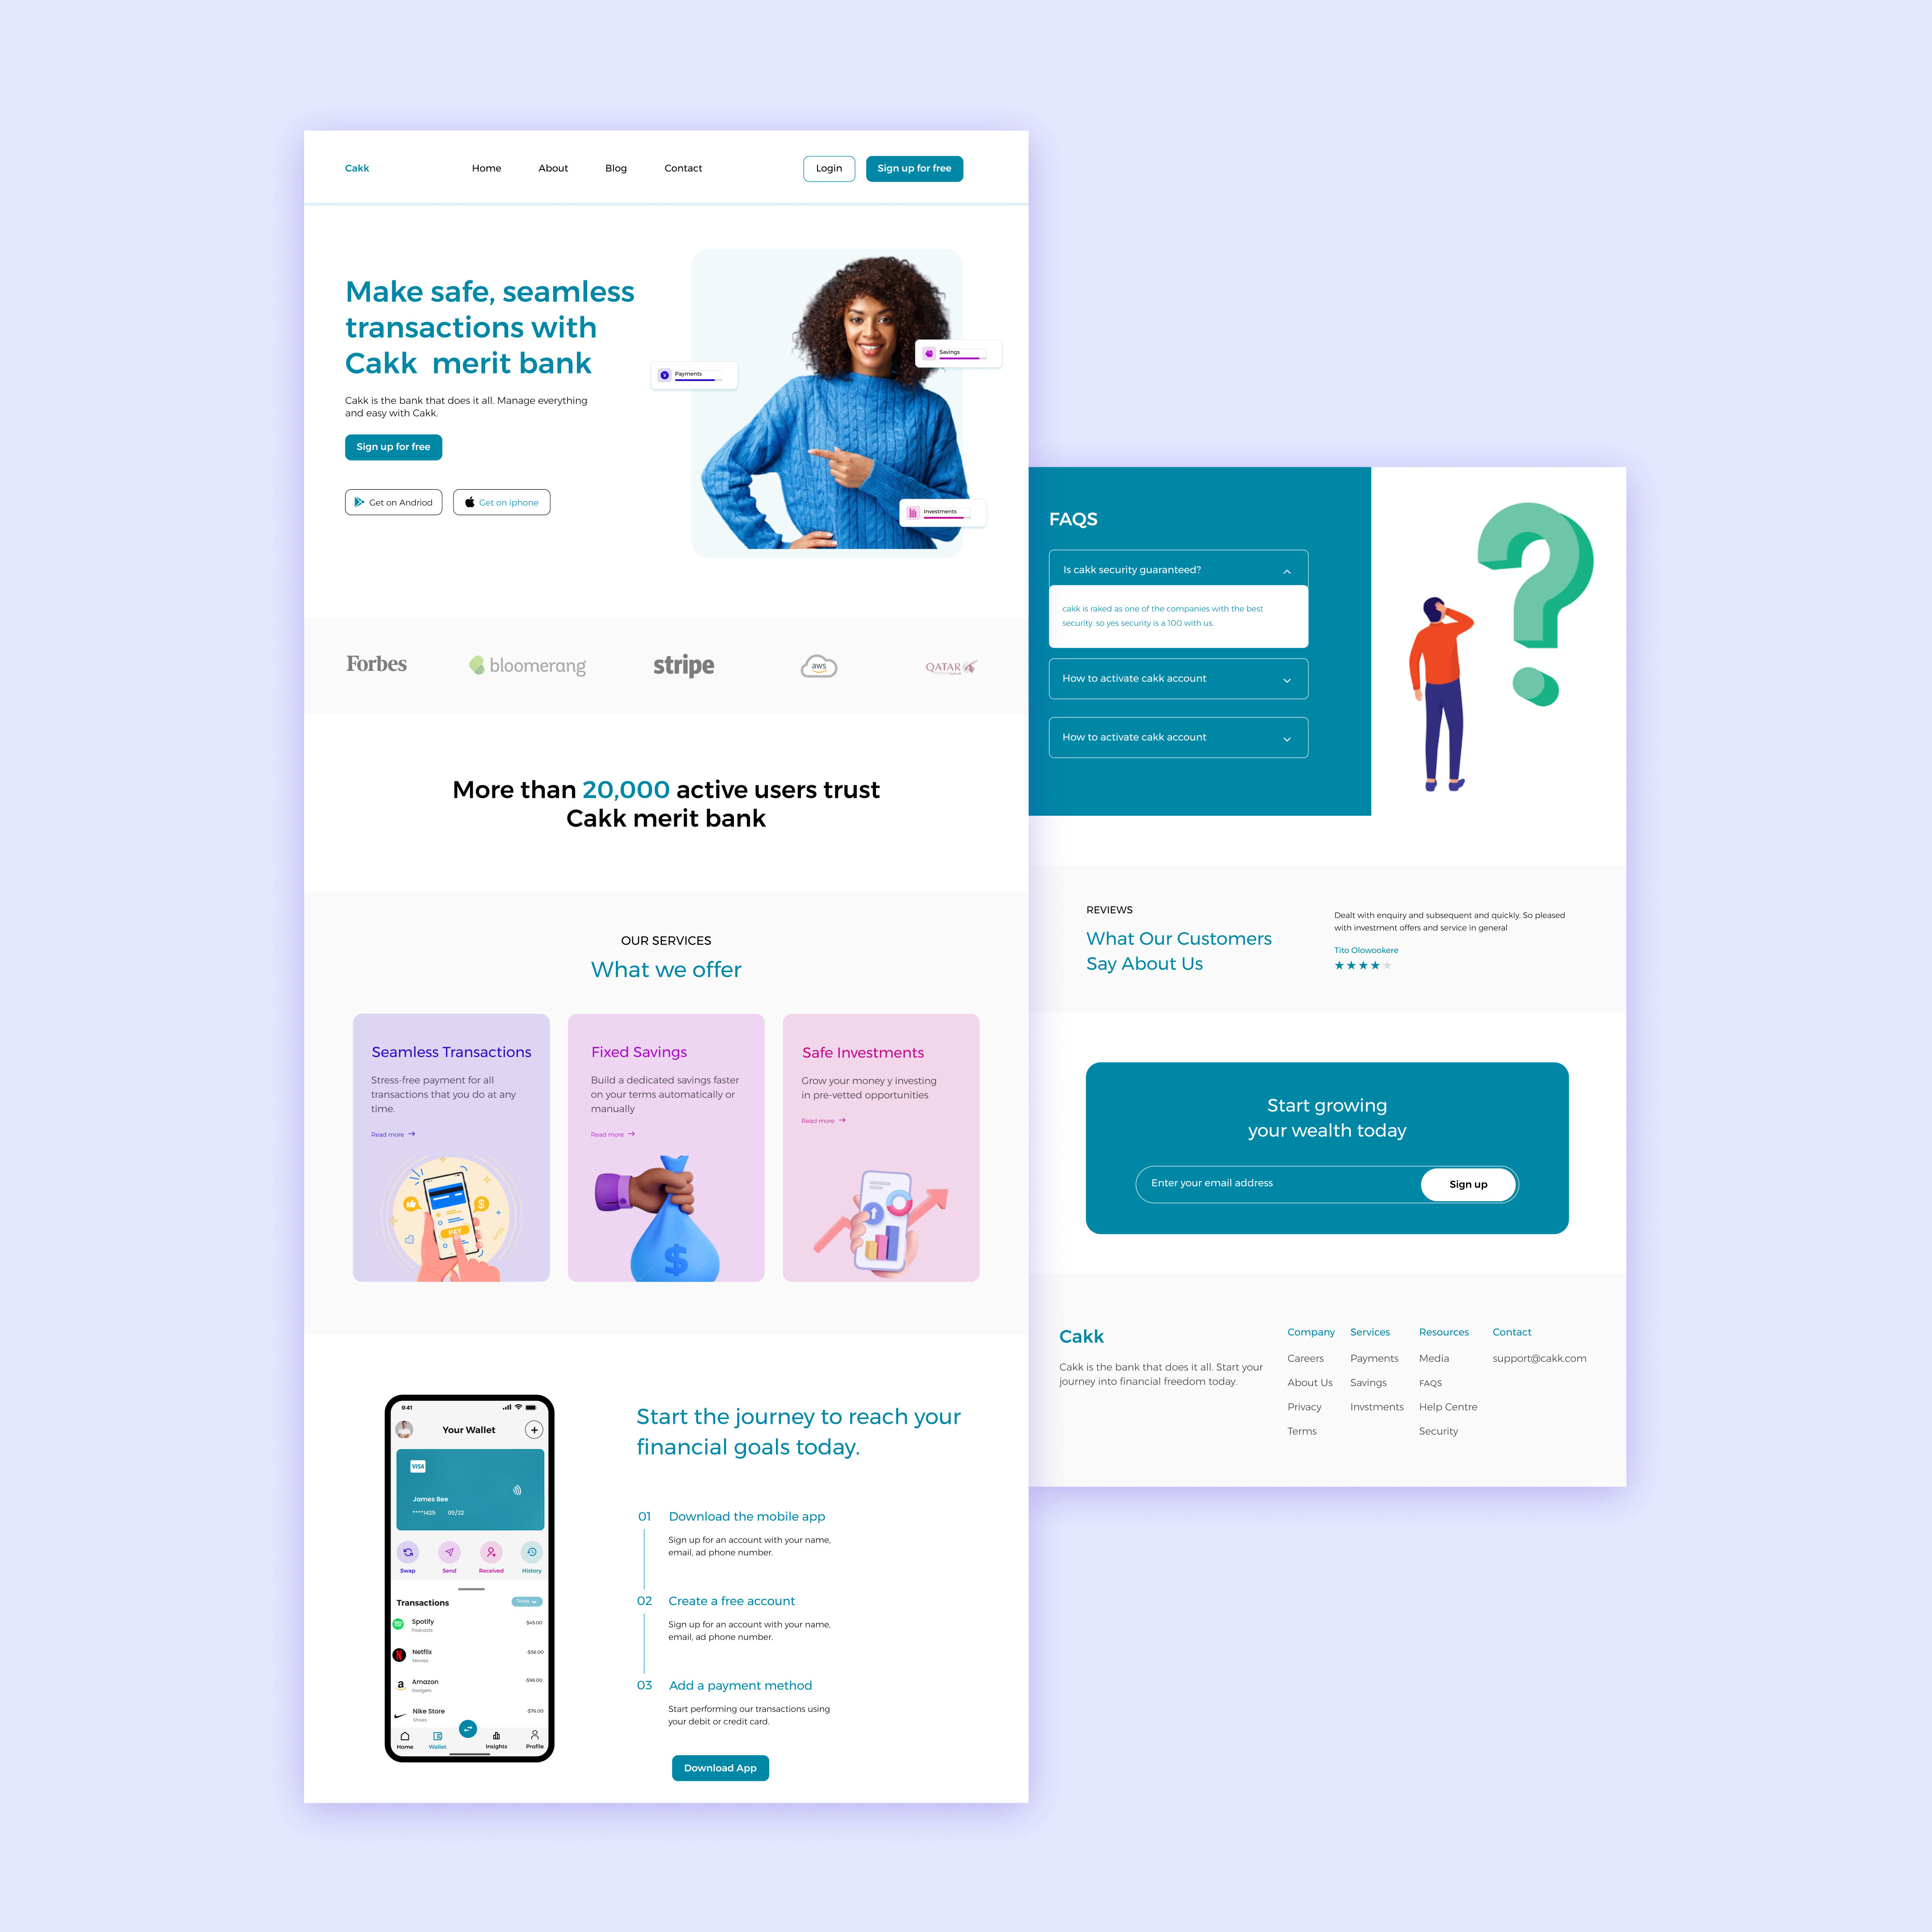 Cakk
Home
About
Blog
Contact
Login
Sign up for free
Make safe, seamless
transactions with
Cakk merit bank
Cakk is the bank that does it all. Manage everything
and easy with Cakk.
Sign up for free
Get on Andriod
Get on iphone
Payments
Savings
Investments
Forbes
bloomerang
stripe
aws
QATAR
More than 20,000 active users trust
Cakk merit bank
OUR SERVICES
What we offer
Seamless Transactions
Stress-free payment for all
transactions that you do at any
time.
Read more
Fixed Savings
Build a dedicated savings faster
on your terms automatically or
manually
Read more
Safe Investments
Grow your money y investing
in pre-vetted opportunities
Read more
PAY
$
$
9:41
Your Wallet
VISA
James Bee
****1425 05/22
Swap
Send
Received
History
Transactions
Today
Spotify
Podcasts
-$45.00
Netflix
Movies
-$56.00
Amazon
Gadgets
-$98.00
Nike Store
Shoes
-$76.00
Home
Wallet
Insights
Profile
Start the journey to reach your
financial goals today.
01 Download the mobile app
Sign up for an account with your name,
email, ad phone number.
02 Create a free account
Sign up for an account with your name,
email, ad phone number.
03 Add a payment method
Start performing our transactions using
your debit or credit card.
Download App
FAQS
Is cakk security guaranteed?
cakk is raked as one of the companies with the best
security. so yes security is a 100 with us.
How to activate cakk account
How to activate cakk account
?
REVIEWS
What Our Customers
Say About Us
Dealt with enquiry and subsequent and quickly. So pleased
with investment offers and service in general
Tito Olowookere
Start growing
your wealth today
Enter your email address
Sign up
Cakk
Cakk is the bank that does it all. Start your
journey into financial freedom today.
Company
Careers
About Us
Privacy
Terms
Services
Payments
Savings
Invstments
Resources
Media
FAQS
Help Centre
Security
Contact
support@cakk.com